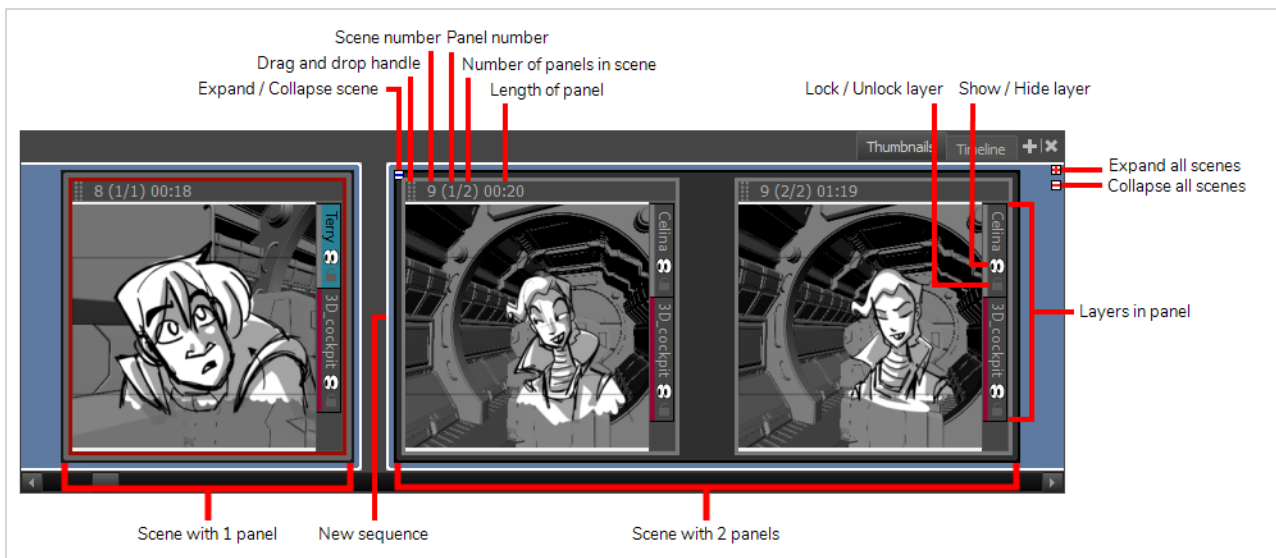 Scene number Panel number
Drag and drop handle Number of panels in scene
Expand / Collapse scene Length of panel Lock / Unlock layer Show / Hide layer
Thumbnails Timeline
Expand all scenes
Collapse all scenes
8 (1/1) 00:18 9 (1/2) 00:20 9 (2/2) 01:19
Terry Celina Celina
3D_cockpit 3D_cockpit 3D_cockpit
Layers in panel
Scene with 1 panel New sequence Scene with 2 panels